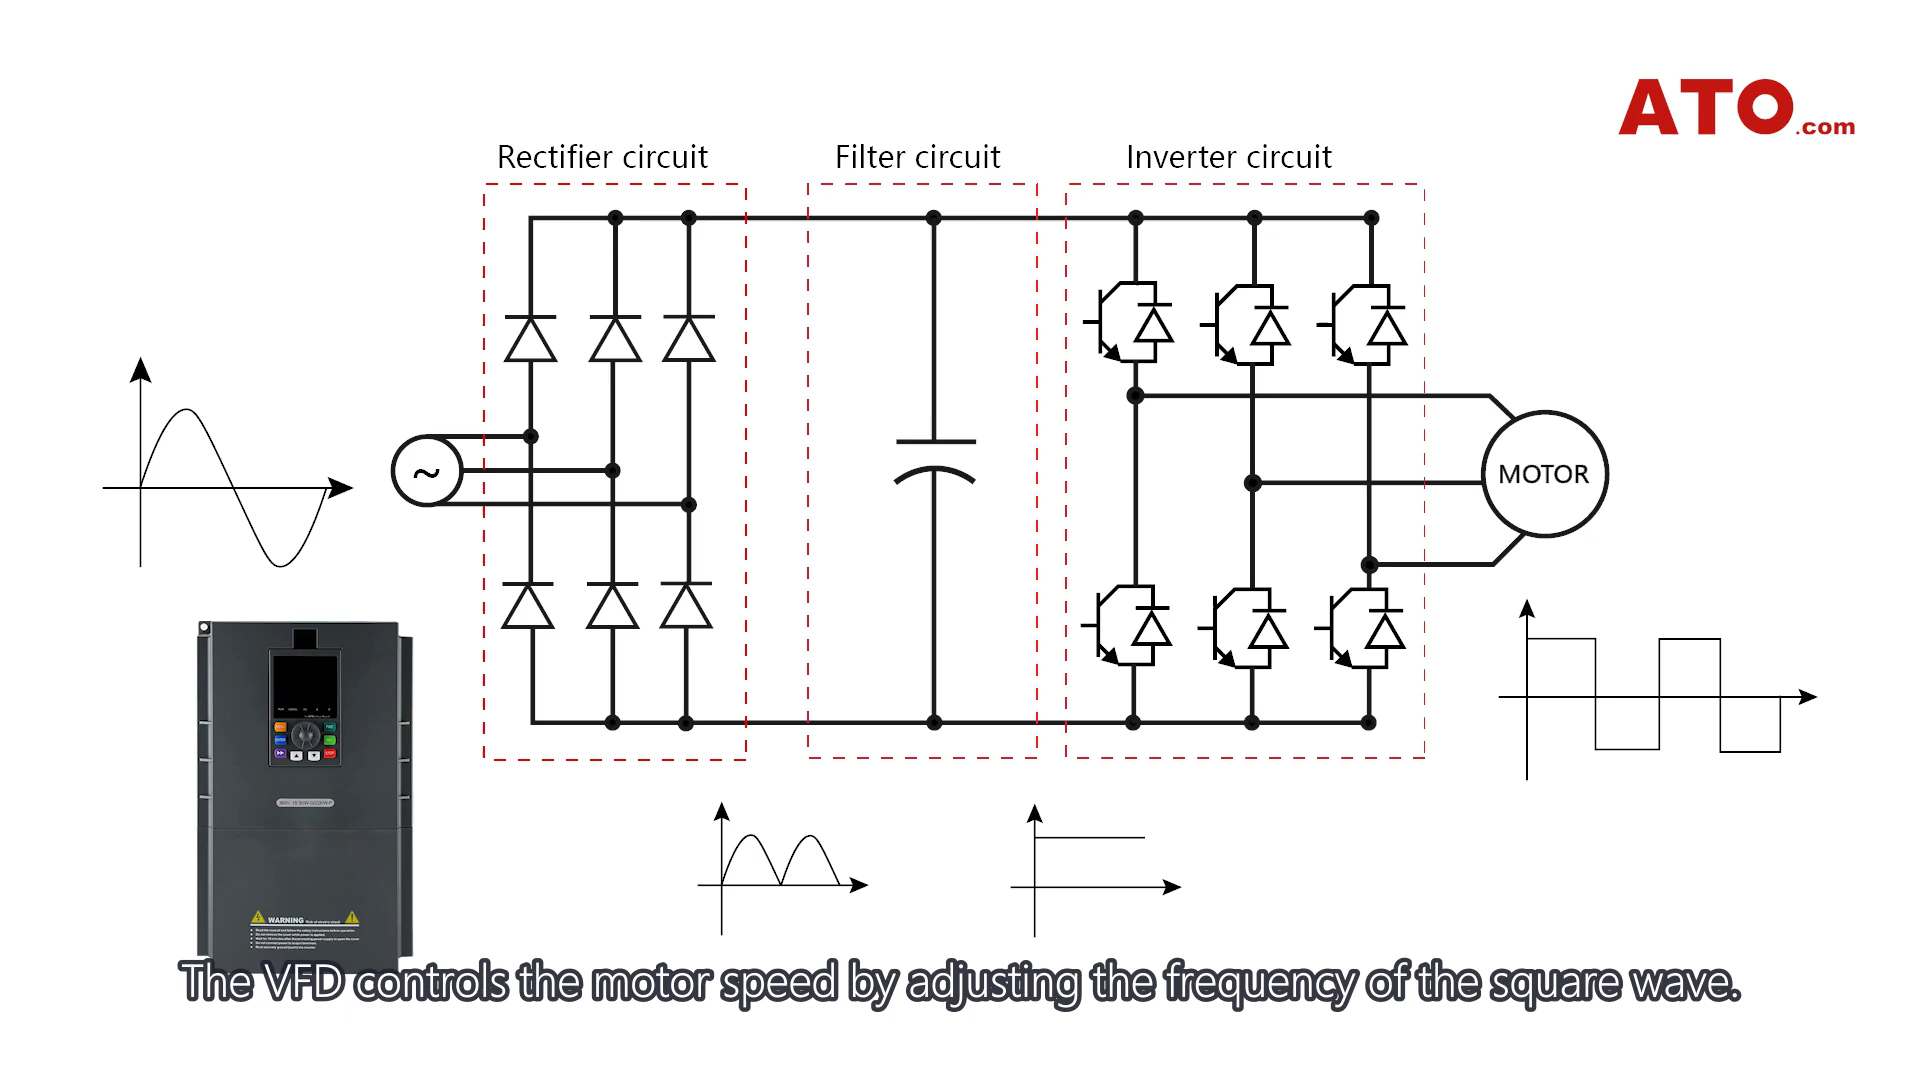 ATO.com
Rectifier circuit
Filter circuit
Inverter circuit
~
MOTOR
WARNING
The VFD controls the motor speed by adjusting the frequency of the square wave.